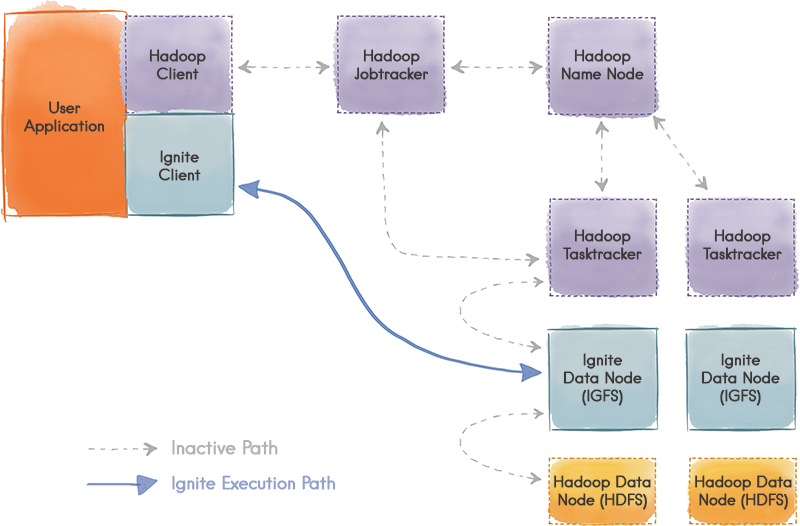 User
Application
Hadoop
Client
Ignite
Client
Hadoop
Jobtracker
Hadoop
Name Node
Hadoop
Tasktracker
Hadoop
Tasktracker
Ignite
Data Node
(IGFS)
Ignite
Data Node
(IGFS)
Hadoop Data
Node (HDFS)
Hadoop Data
Node (HDFS)
Inactive Path
Ignite Execution Path